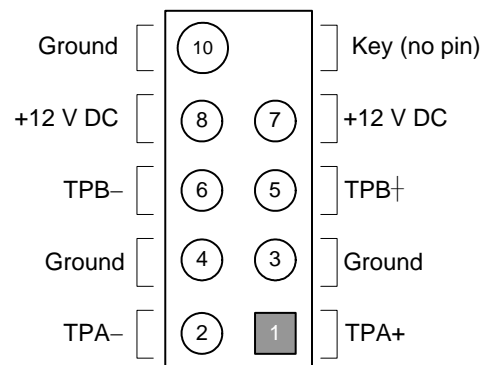 Ground 10 Key (no pin)
+12 V DC 8 7 +12 V DC
TPB– 6 5 TPB+
Ground 4 3 Ground
TPA– 2 1 TPA+